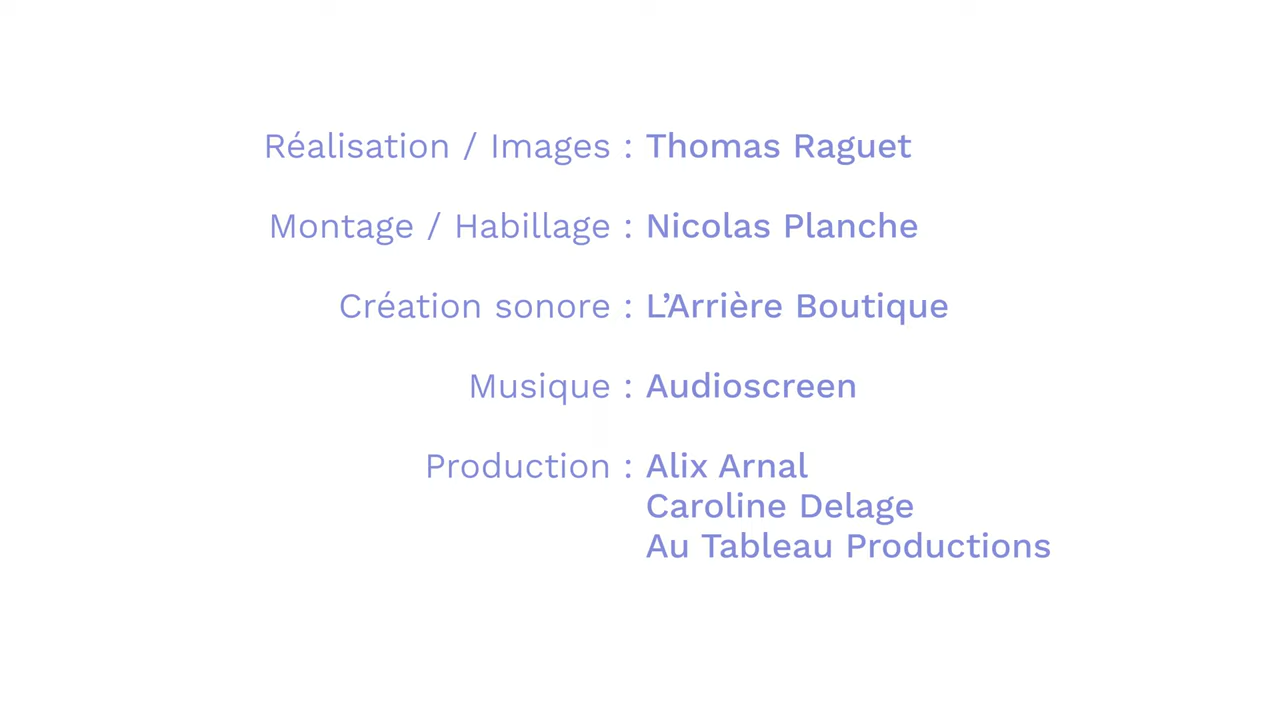 Réalisation / Images : Thomas Raguet
Montage / Habillage : Nicolas Planche
Création sonore : L’Arrière Boutique
Musique : Audioscreen
Production : Alix Arnal
Caroline Delage
Au Tableau Productions